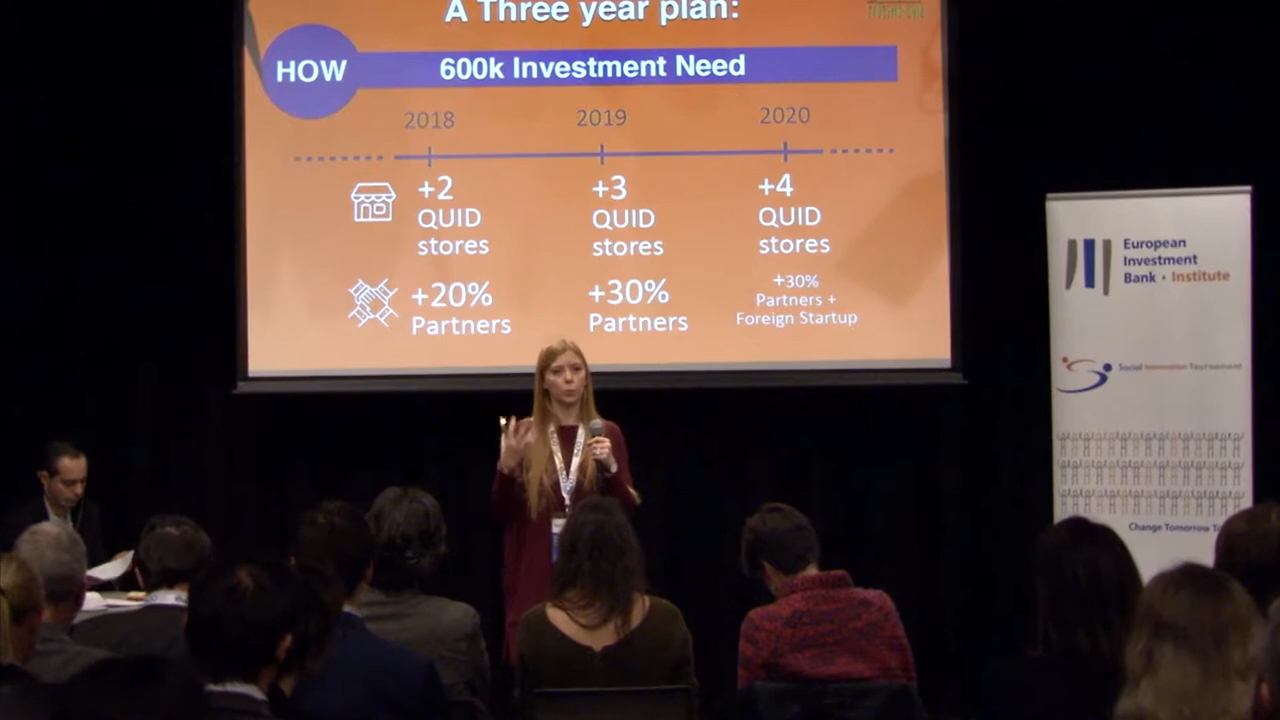 A Three year plan:
HOW
600k Investment Need
2018
2019
2020
+2
QUID
stores
+3
QUID
stores
+4
QUID
stores
+20%
Partners
+30%
Partners
+30%
Partners +
Foreign Startup
European
Investment
Bank • Institute
Social Innovation Tournament
Change Tomorrow